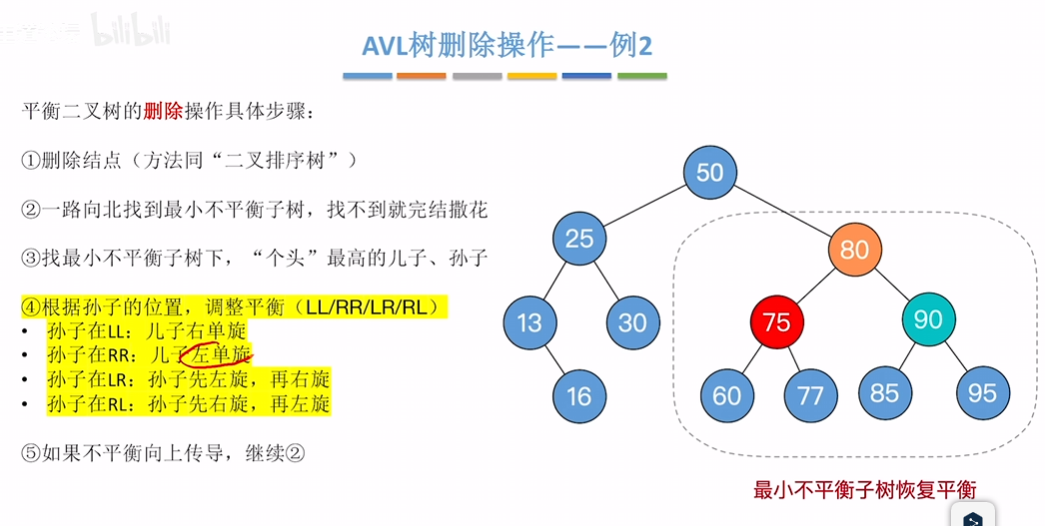 bilibili
AVL树删除操作——例2
平衡二叉树的删除操作具体步骤：
①删除结点（方法同“二叉排序树”）
②一路向北找到最小不平衡子树，找不到就完结撒花
③找最小不平衡子树下，“个头”最高的儿子、孙子
④根据孙子的位置，调整平衡（LL/RR/LR/RL）
• 孙子在LL：儿子右单旋
• 孙子在RR：儿子左单旋
• 孙子在LR：孙子先左旋，再右旋
• 孙子在RL：孙子先右旋，再左旋
⑤如果不平衡向上传导，继续②
50
25
80
13
30
75
90
16
60
77
85
95
最小不平衡子树恢复平衡